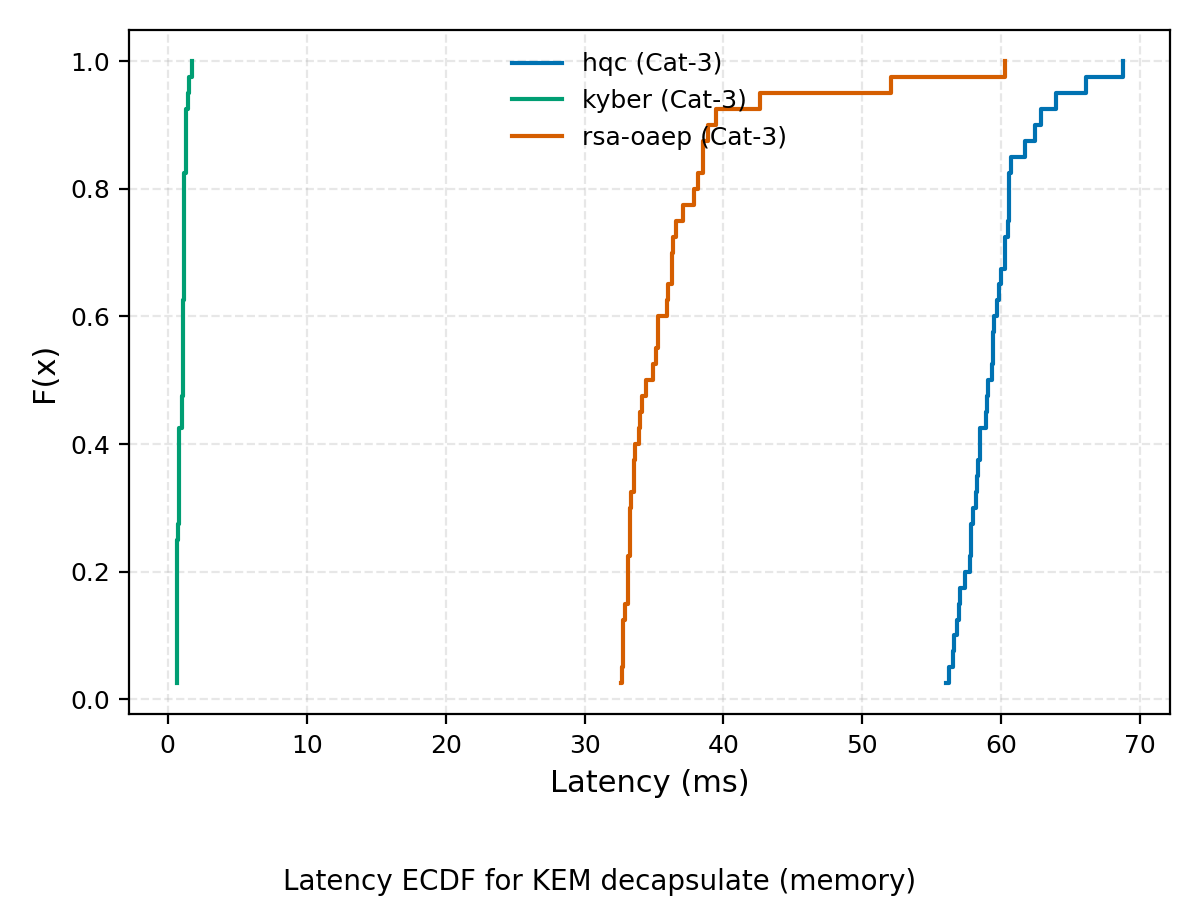 1.0
0.8
0.6
0.4
0.2
0.0
F(x)
hqc (Cat-3)
kyber (Cat-3)
rsa-oaep (Cat-3)
0 10 20 30 40 50 60 70
Latency (ms)
Latency ECDF for KEM decapsulate (memory)